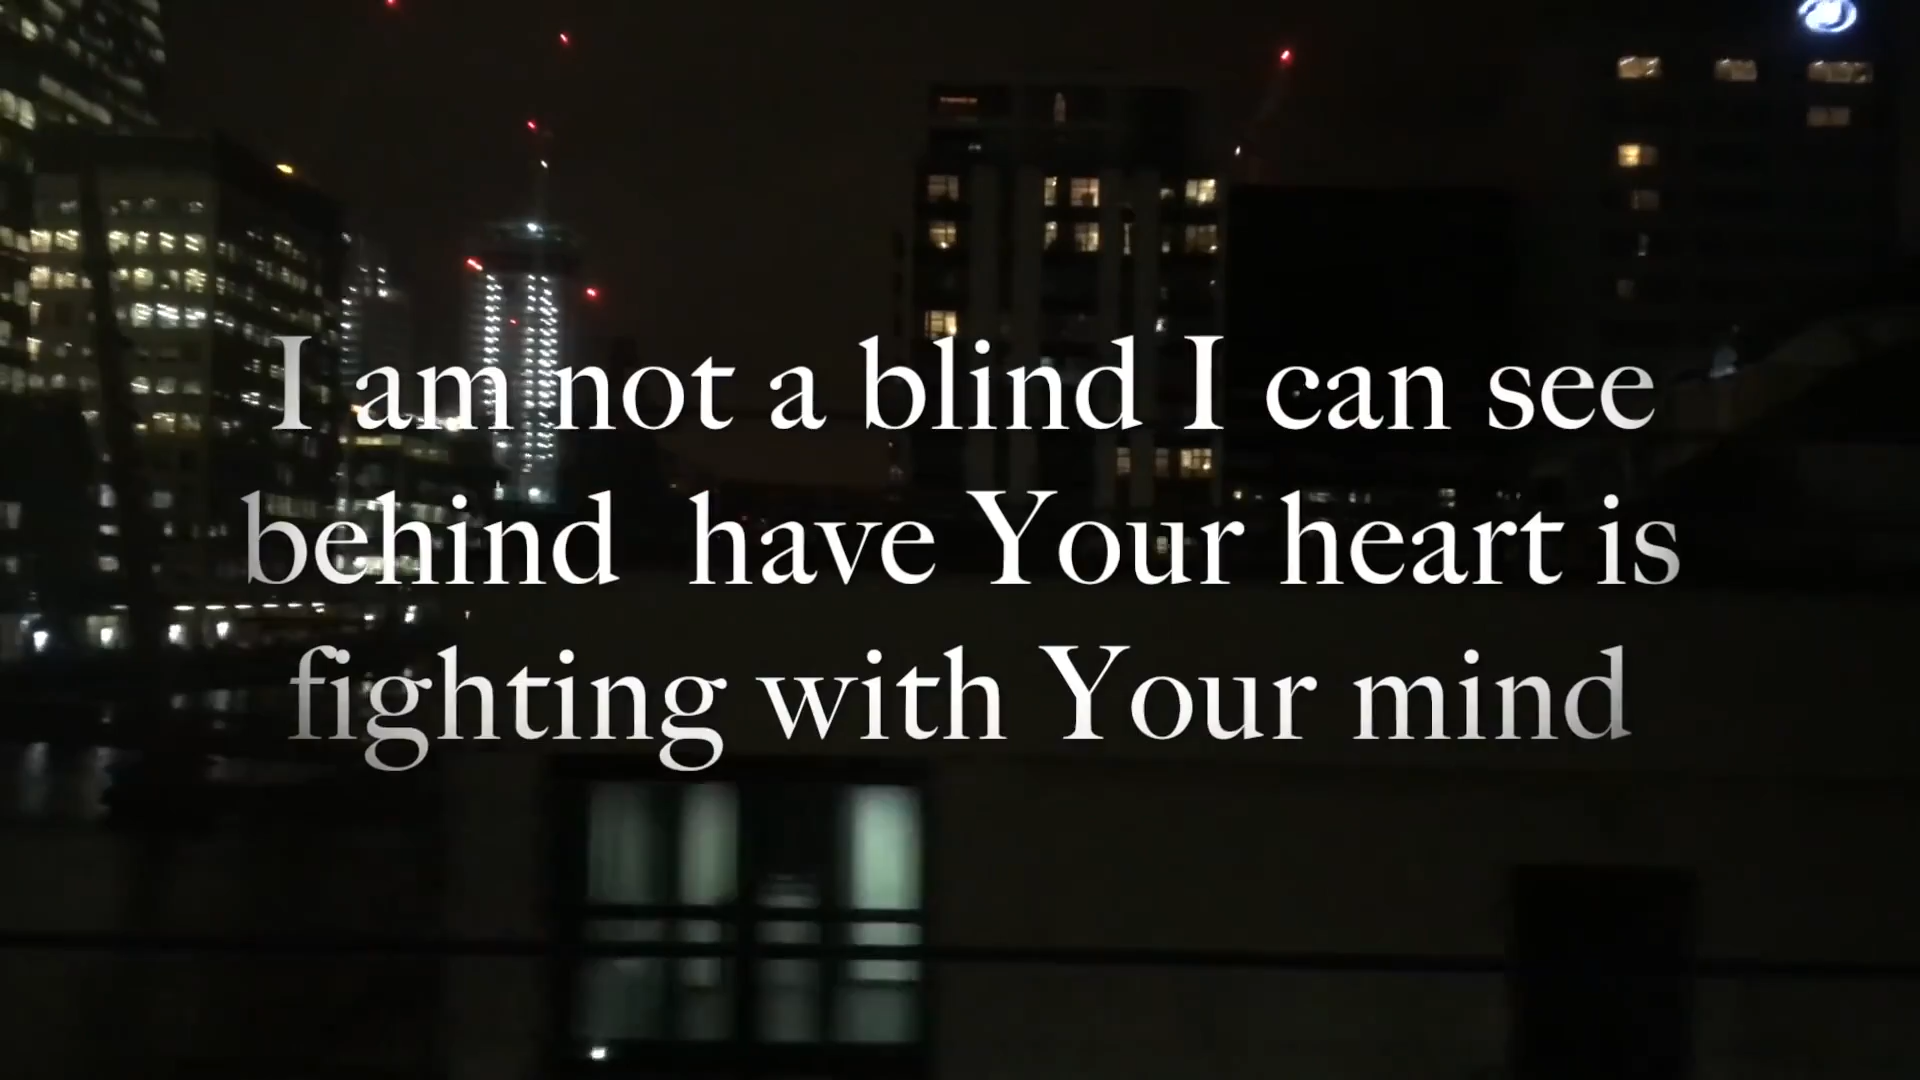 I am not a blind I can see
behind  have Your heart is
fighting with Your mind